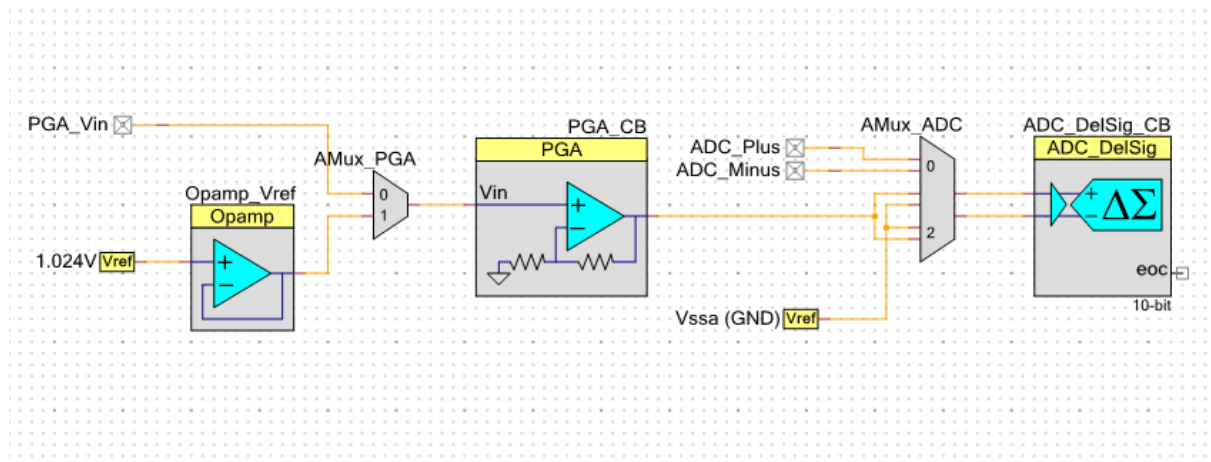 PGA_Vin
AMux_PGA
0
1
Opamp_Vref
Opamp
+
-
1.024V Vref
PGA_CB
PGA
Vin
+
-
ADC_Plus
ADC_Minus
Vssa (GND) Vref
AMux_ADC
0
2
ADC_DelSig_CB
ADC_DelSig
+
-
ΔΣ
eoc
10-bit